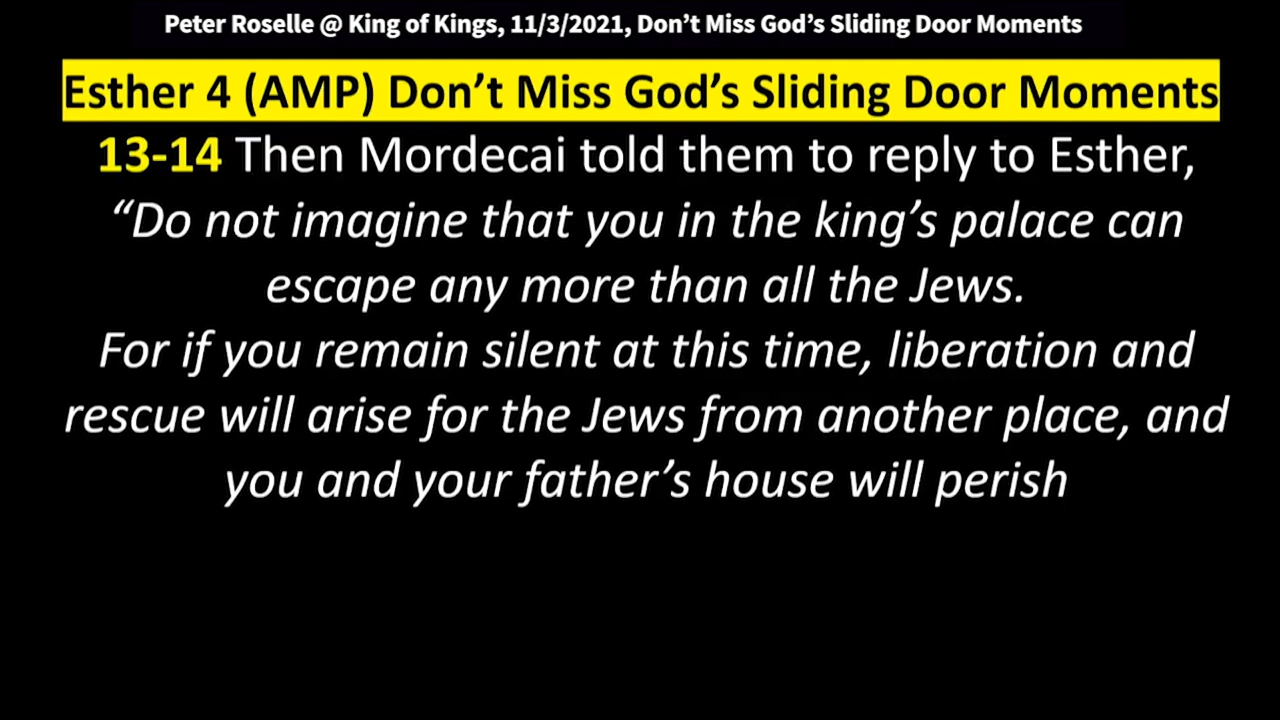 Peter Roselle @ King of Kings, 11/3/2021, Don’t Miss God’s Sliding Door Moments
Esther 4 (AMP) Don’t Miss God’s Sliding Door Moments
13-14 Then Mordecai told them to reply to Esther,
“Do not imagine that you in the king’s palace can
escape any more than all the Jews.
For if you remain silent at this time, liberation and
rescue will arise for the Jews from another place, and
you and your father’s house will perish